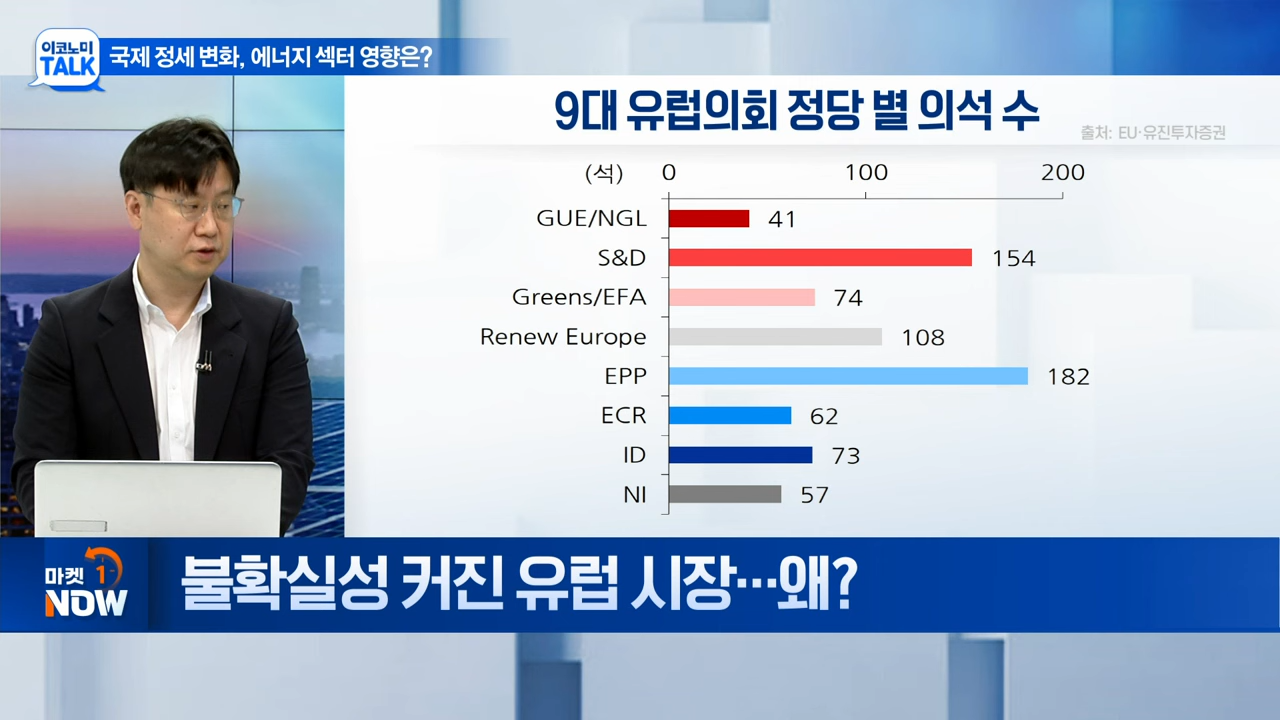 이코노미
TALK
국제 정세 변화, 에너지 섹터 영향은?
9대 유럽의회 정당 별 의석 수
출처: EU·유진투자증권
(석) 0 100 200
GUE/NGL 41
S&D 154
Greens/EFA 74
Renew Europe 108
EPP 182
ECR 62
ID 73
NI 57
마켓 1
NOW
불확실성 커진 유럽 시장…왜?